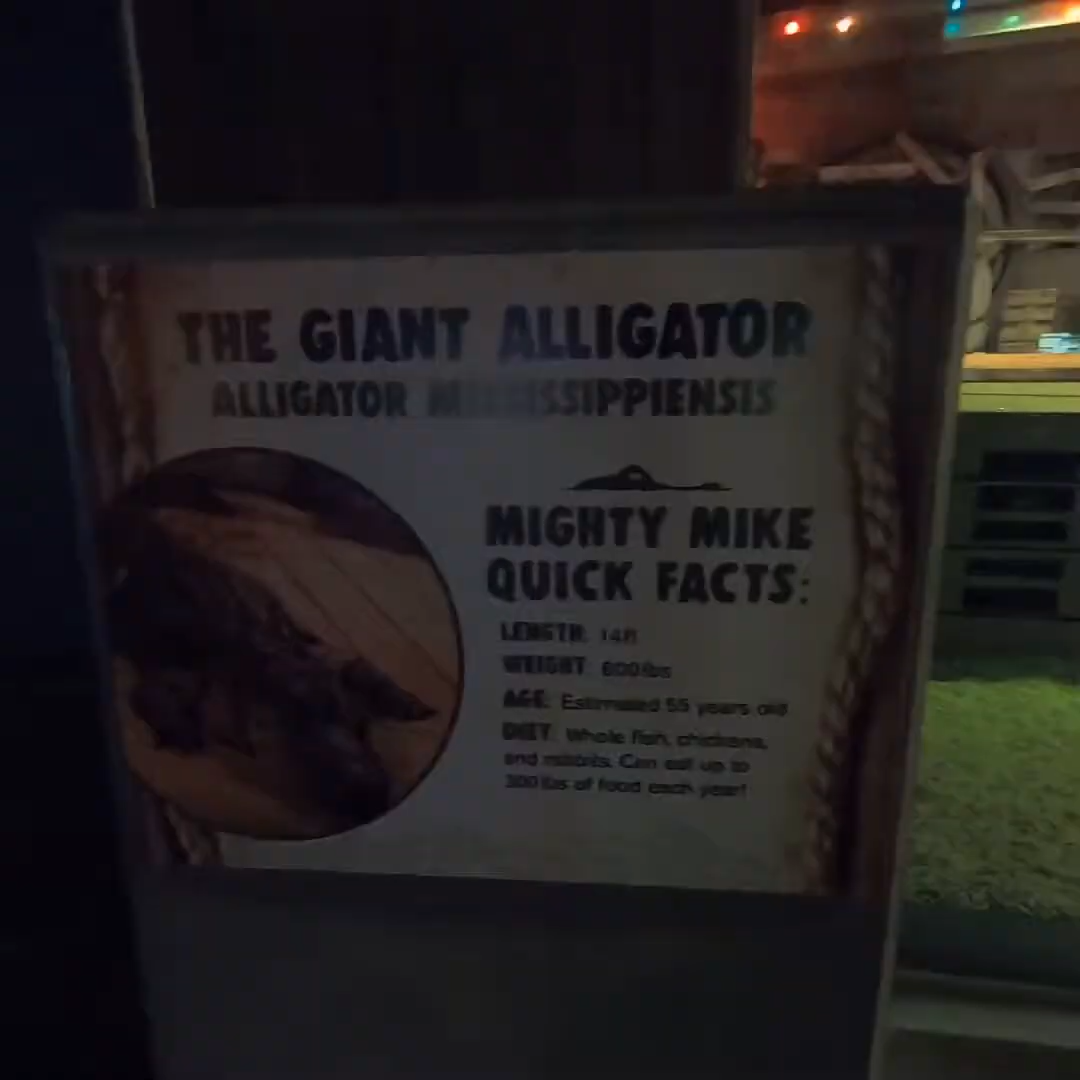 THE GIANT ALLIGATOR
ALLIGATOR MISSISSIPPIENSIS
MIGHTY MIKE
QUICK FACTS:
LENGTH: 14ft
WEIGHT: 800lbs
AGE: Estimated 55 years old
DIET: Whole fish, chickens,
and rabbits. Can eat up to
300 lbs of food each year!